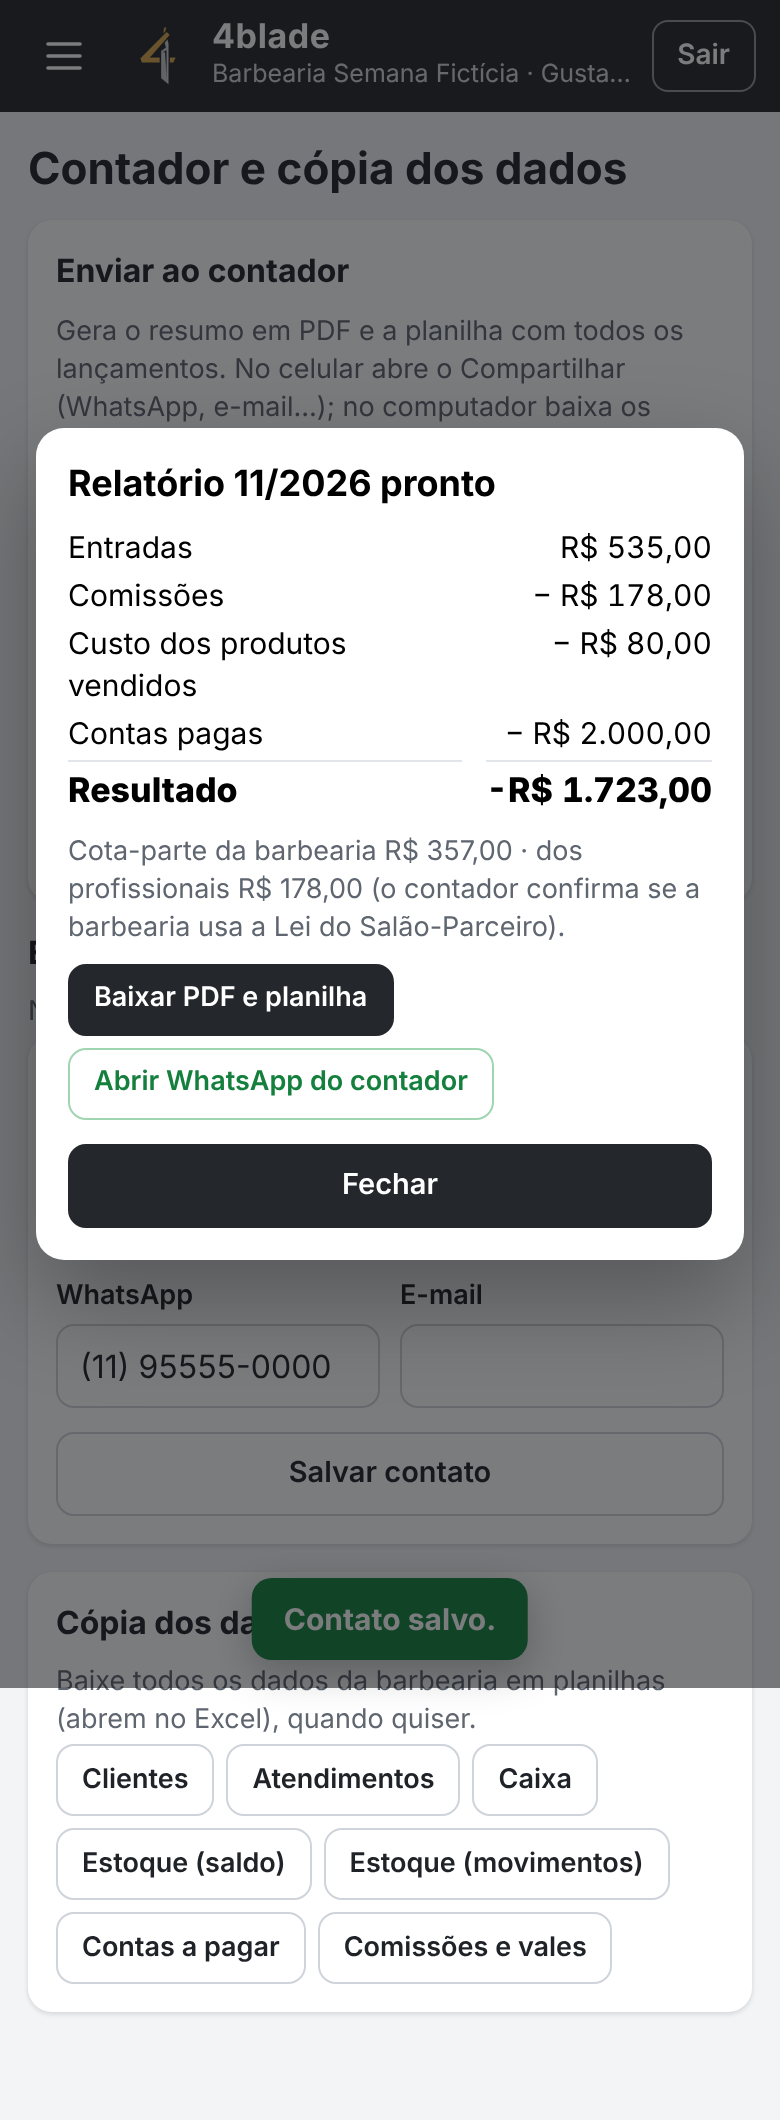 4blade
Barbearia Semana Fictícia · Gusta...
Sair
Contador e cópia dos dados
Enviar ao contador
Gera o resumo em PDF e a planilha com todos os
lançamentos. No celular abre o Compartilhar
(WhatsApp, e-mail...); no computador baixa os
Relatório 11/2026 pronto
Entradas R$ 535,00
Comissões − R$ 178,00
Custo dos produtos − R$ 80,00
vendidos
Contas pagas − R$ 2.000,00
Resultado -R$ 1.723,00
Cota-parte da barbearia R$ 357,00 · dos
profissionais R$ 178,00 (o contador confirma se a
barbearia usa a Lei do Salão-Parceiro).
Baixar PDF e planilha
Abrir WhatsApp do contador
Fechar
WhatsApp E-mail
(11) 95555-0000
Salvar contato
Cópia dos da
Contato salvo.
Baixe todos os dados da barbearia em planilhas
(abrem no Excel), quando quiser.
Clientes Atendimentos Caixa
Estoque (saldo) Estoque (movimentos)
Contas a pagar Comissões e vales